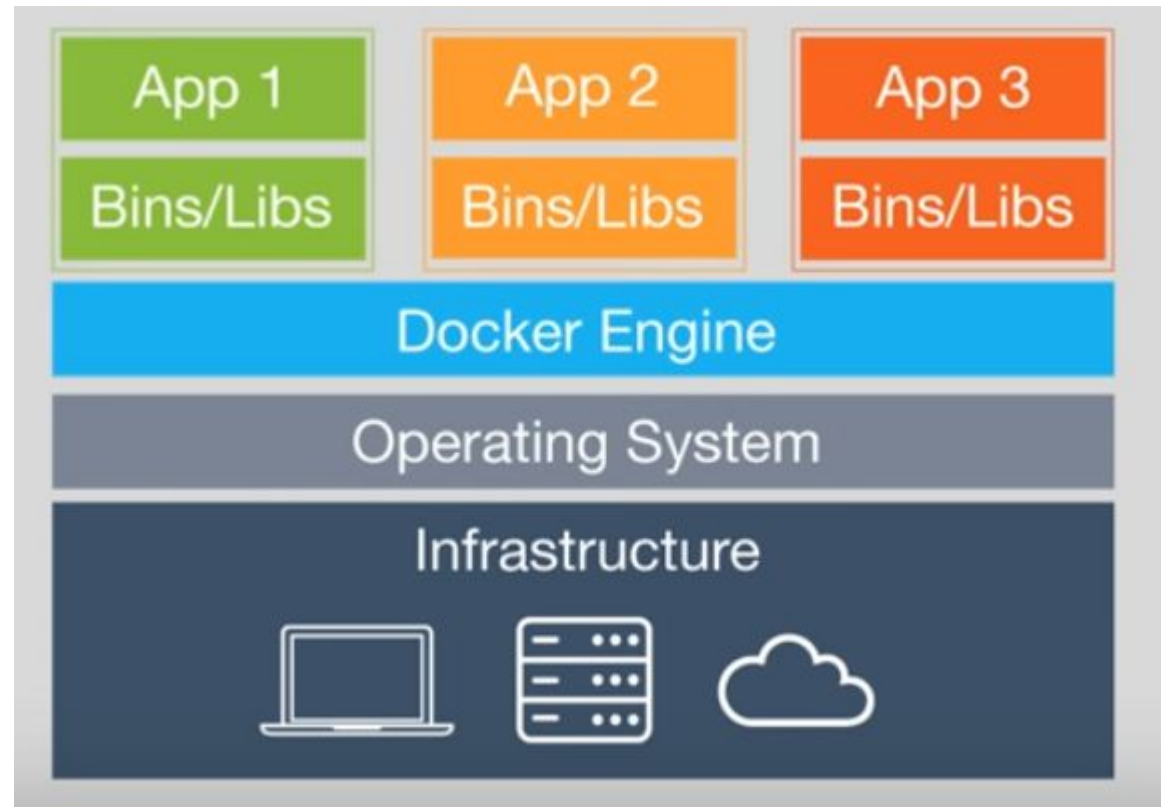 App 1
App 2
App 3
Bins/Libs
Bins/Libs
Bins/Libs
Docker Engine
Operating System
Infrastructure